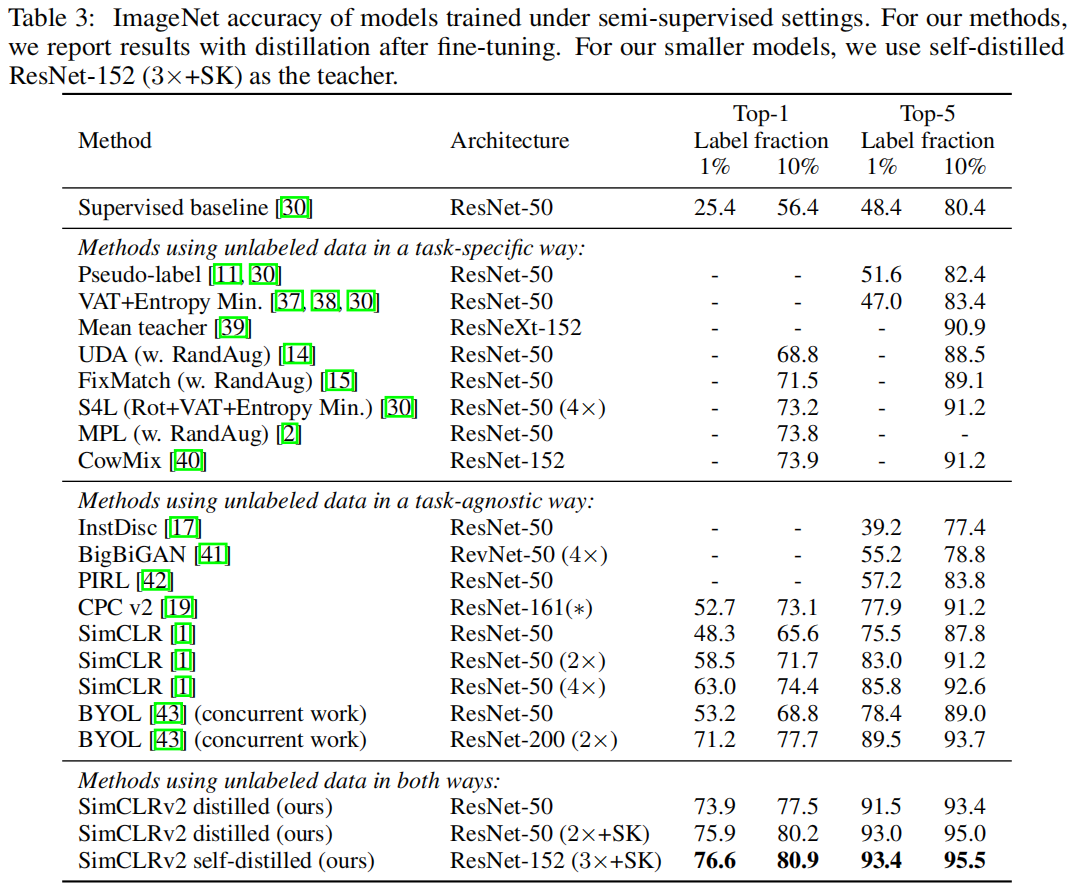 Table 3: ImageNet accuracy of models trained under semi-supervised settings. For our methods,
we report results with distillation after fine-tuning. For our smaller models, we use self-distilled
ResNet-152 (3×+SK) as the teacher.
Top-1 Top-5
Method Architecture Label fraction Label fraction
1% 10% 1% 10%
Supervised baseline [30] ResNet-50 25.4 56.4 48.4 80.4
Methods using unlabeled data in a task-specific way:
Pseudo-label [11, 30] ResNet-50 - - 51.6 82.4
VAT+Entropy Min. [37, 38, 30] ResNet-50 - - 47.0 83.4
Mean teacher [39] ResNeXt-152 - - - 90.9
UDA (w. RandAug) [14] ResNet-50 - 68.8 - 88.5
FixMatch (w. RandAug) [15] ResNet-50 - 71.5 - 89.1
S4L (Rot+VAT+Entropy Min.) [30] ResNet-50 (4×) - 73.2 - 91.2
MPL (w. RandAug) [2] ResNet-50 - 73.8 - -
CowMix [40] ResNet-152 - 73.9 - 91.2
Methods using unlabeled data in a task-agnostic way:
InstDisc [17] ResNet-50 - - 39.2 77.4
BigBiGAN [41] RevNet-50 (4×) - - 55.2 78.8
PIRL [42] ResNet-50 - - 57.2 83.8
CPC v2 [19] ResNet-161(∗) 52.7 73.1 77.9 91.2
SimCLR [1] ResNet-50 48.3 65.6 75.5 87.8
SimCLR [1] ResNet-50 (2×) 58.5 71.7 83.0 91.2
SimCLR [1] ResNet-50 (4×) 63.0 74.4 85.8 92.6
BYOL [43] (concurrent work) ResNet-50 53.2 68.8 78.4 89.0
BYOL [43] (concurrent work) ResNet-200 (2×) 71.2 77.7 89.5 93.7
Methods using unlabeled data in both ways:
SimCLRv2 distilled (ours) ResNet-50 73.9 77.5 91.5 93.4
SimCLRv2 distilled (ours) ResNet-50 (2×+SK) 75.9 80.2 93.0 95.0
SimCLRv2 self-distilled (ours) ResNet-152 (3×+SK) 76.6 80.9 93.4 95.5